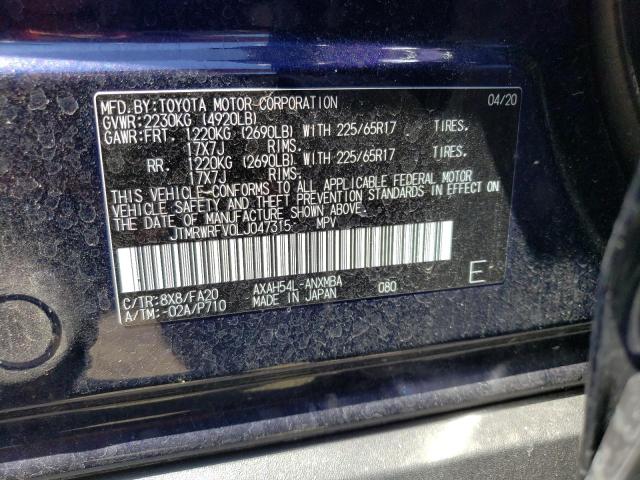 MFD. BY: TOYOTA MOTOR CORPORATION 04/20
GVWR: 2230KG (4920LB)
GAWR: FRT. 1220KG (2690LB) WITH 225/65R17 TIRES.
17X7J RIMS.
RR. 1220KG (2690LB) WITH 225/65R17 TIRES.
17X7J RIMS.
THIS VEHICLE CONFORMS TO ALL APPLICABLE FEDERAL MOTOR
VEHICLE SAFETY AND THEFT PREVENTION STANDARDS IN EFFECT ON
THE DATE OF MANUFACTURE SHOWN ABOVE.
JTMRWRFV0LJ047315 MPV
C/TR: 8X8/FA20 AXAH54L-ANXMBA 080 E
A/TM: -02A/P710 MADE IN JAPAN